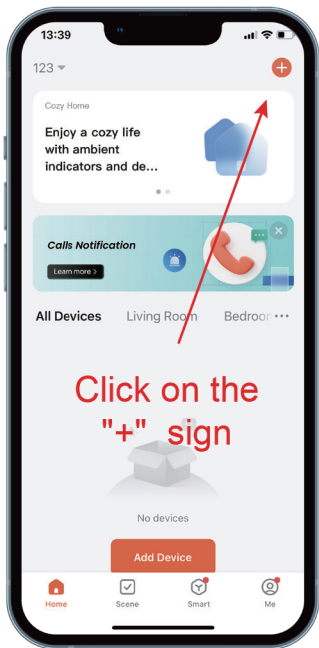 13:39
123
Cozy Home
Enjoy a cozy life
with ambient
indicators and de...
Calls Notification
Learn more >
All Devices Living Room Bedroor ...
Click on the
"+" sign
No devices
Add Device
Home Scene Smart Me